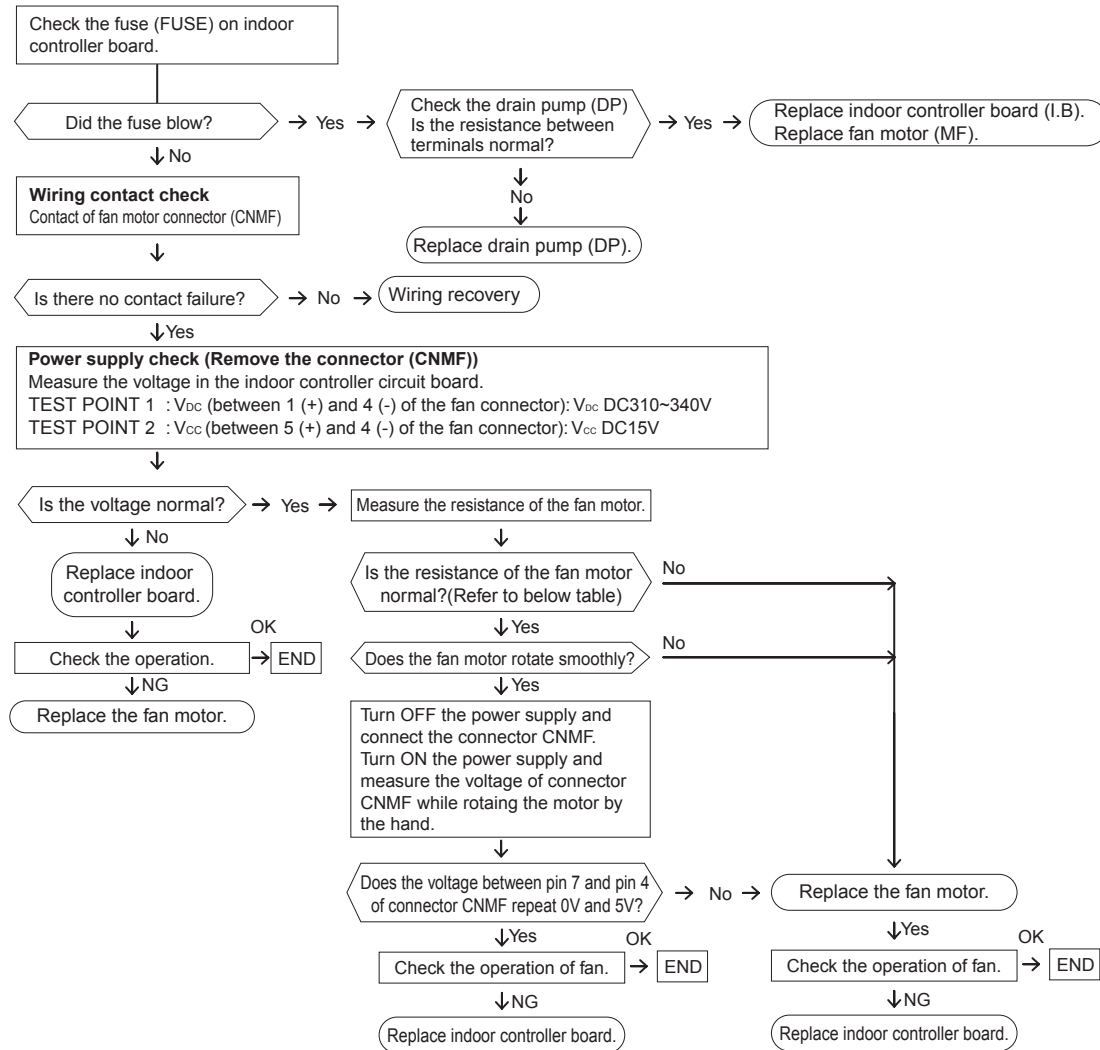 Check the fuse (FUSE) on indoor
controller board.
Did the fuse blow?
Yes
Check the drain pump (DP)
Is the resistance between
terminals normal?
Yes
Replace indoor controller board (I.B).
Replace fan motor (MF).
No
No
Wiring contact check
Contact of fan motor connector (CNMF)
Replace drain pump (DP).
Is there no contact failure?
No
Wiring recovery
Yes
Power supply check (Remove the connector (CNMF))
Measure the voltage in the indoor controller circuit board.
TEST POINT 1 : VDC (between 1 (+) and 4 (-) of the fan connector): VDC DC310~340V
TEST POINT 2 : VCC (between 5 (+) and 4 (-) of the fan connector): VCC DC15V
Is the voltage normal?
Yes
Measure the resistance of the fan motor.
No
Replace indoor
controller board.
Is the resistance of the fan motor
normal?(Refer to below table)
No
Yes
OK
Check the operation.
END
Does the fan motor rotate smoothly?
No
NG
Yes
Replace the fan motor.
Turn OFF the power supply and
connect the connector CNMF.
Turn ON the power supply and
measure the voltage of connector
CNMF while rotaing the motor by
the hand.
Does the voltage between pin 7 and pin 4
of connector CNMF repeat 0V and 5V?
No
Replace the fan motor.
Yes
OK
Yes
OK
Check the operation of fan.
END
Check the operation of fan.
END
NG
NG
Replace indoor controller board.
Replace indoor controller board.